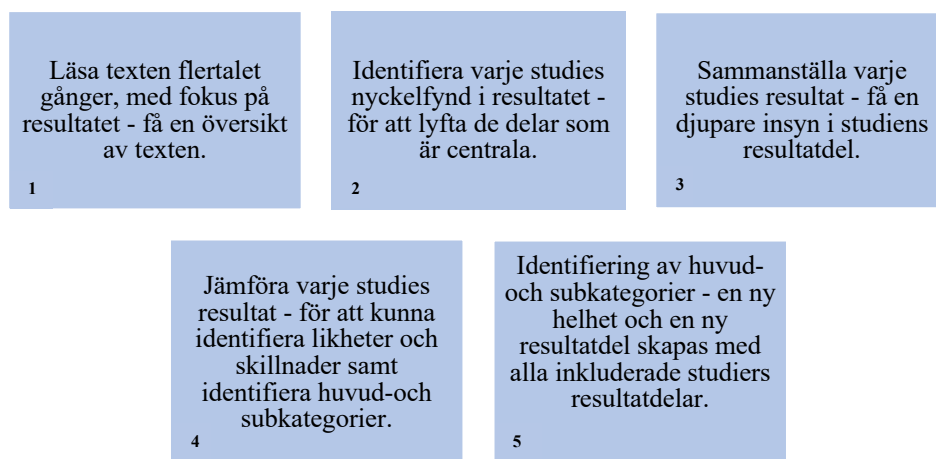 Läsa texten flertalet
gånger, med fokus på
resultatet - få en översikt
av texten.
1
Identifiera varje studies
nyckelfynd i resultatet -
för att lyfta de delar som
är centrala.
2
Sammanställa varje
studies resultat - få en
djupare insyn i studiens
resultatdel.
3
Jämföra varje studies
resultat - för att kunna
identifiera likheter och
skillnader samt
identifiera huvud-och
subkategorier.
4
Identifiering av huvud-
och subkategorier - en ny
helhet och en ny
resultatdel skapas med
alla inkluderade studiers
resultatdelar.
5